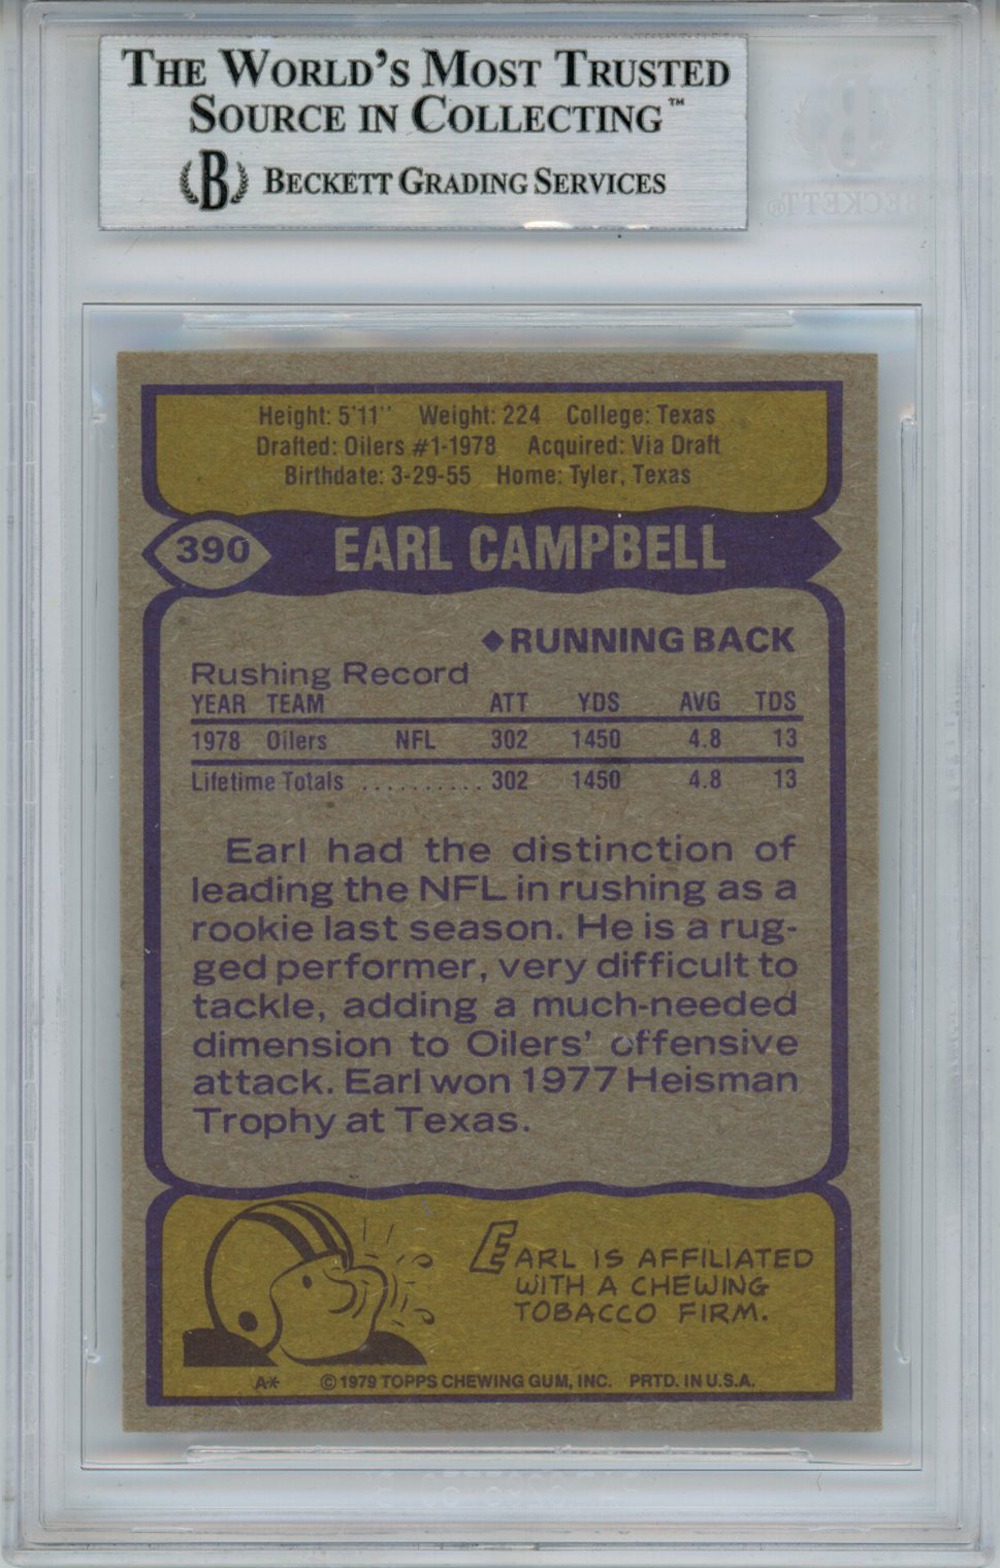 THE WORLD'S MOST TRUSTED
SOURCE IN COLLECTING™
B BECKETT GRADING SERVICES
BECKETT®
Height: 5'11" Weight: 224 College: Texas
Drafted: Oilers #1-1978 Acquired: Via Draft
Birthdate: 3-29-55 Home: Tyler, Texas
390 EARL CAMPBELL
◆RUNNING BACK
Rushing Record
YEAR TEAM ATT YDS AVG TDS
1978 Oilers NFL 302 1450 4.8 13
Lifetime Totals .......... 302 1450 4.8 13
Earl had the distinction of
leading the NFL in rushing as a
rookie last season. He is a rug-
ged performer, very difficult to
tackle, adding a much-needed
dimension to Oilers' offensive
attack. Earl won 1977 Heisman
Trophy at Texas.
EARL IS AFFILIATED
WITH A CHEWING
TOBACCO FIRM.
A* © 1979 TOPPS CHEWING GUM, INC. PRTD. IN U.S.A.